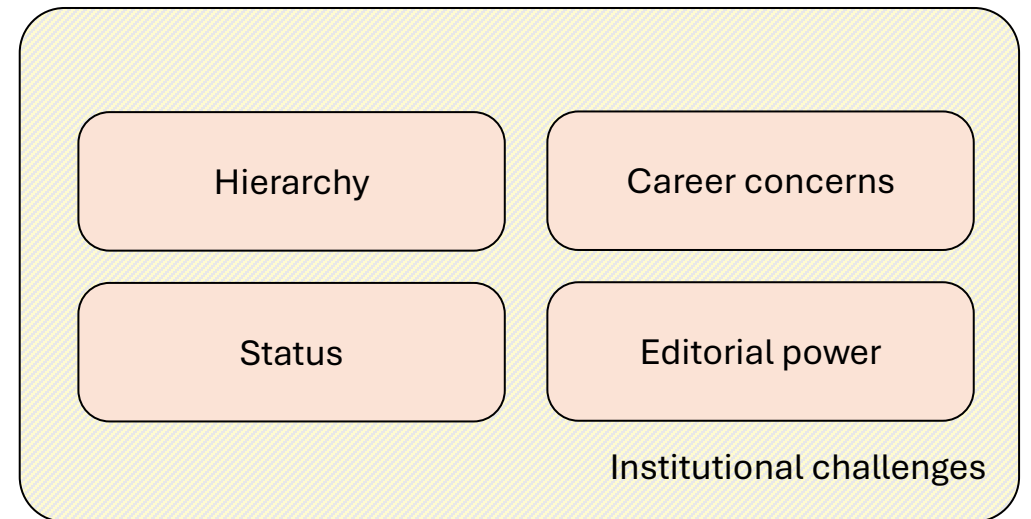 Hierarchy
Career concerns
Status
Editorial power
Institutional challenges